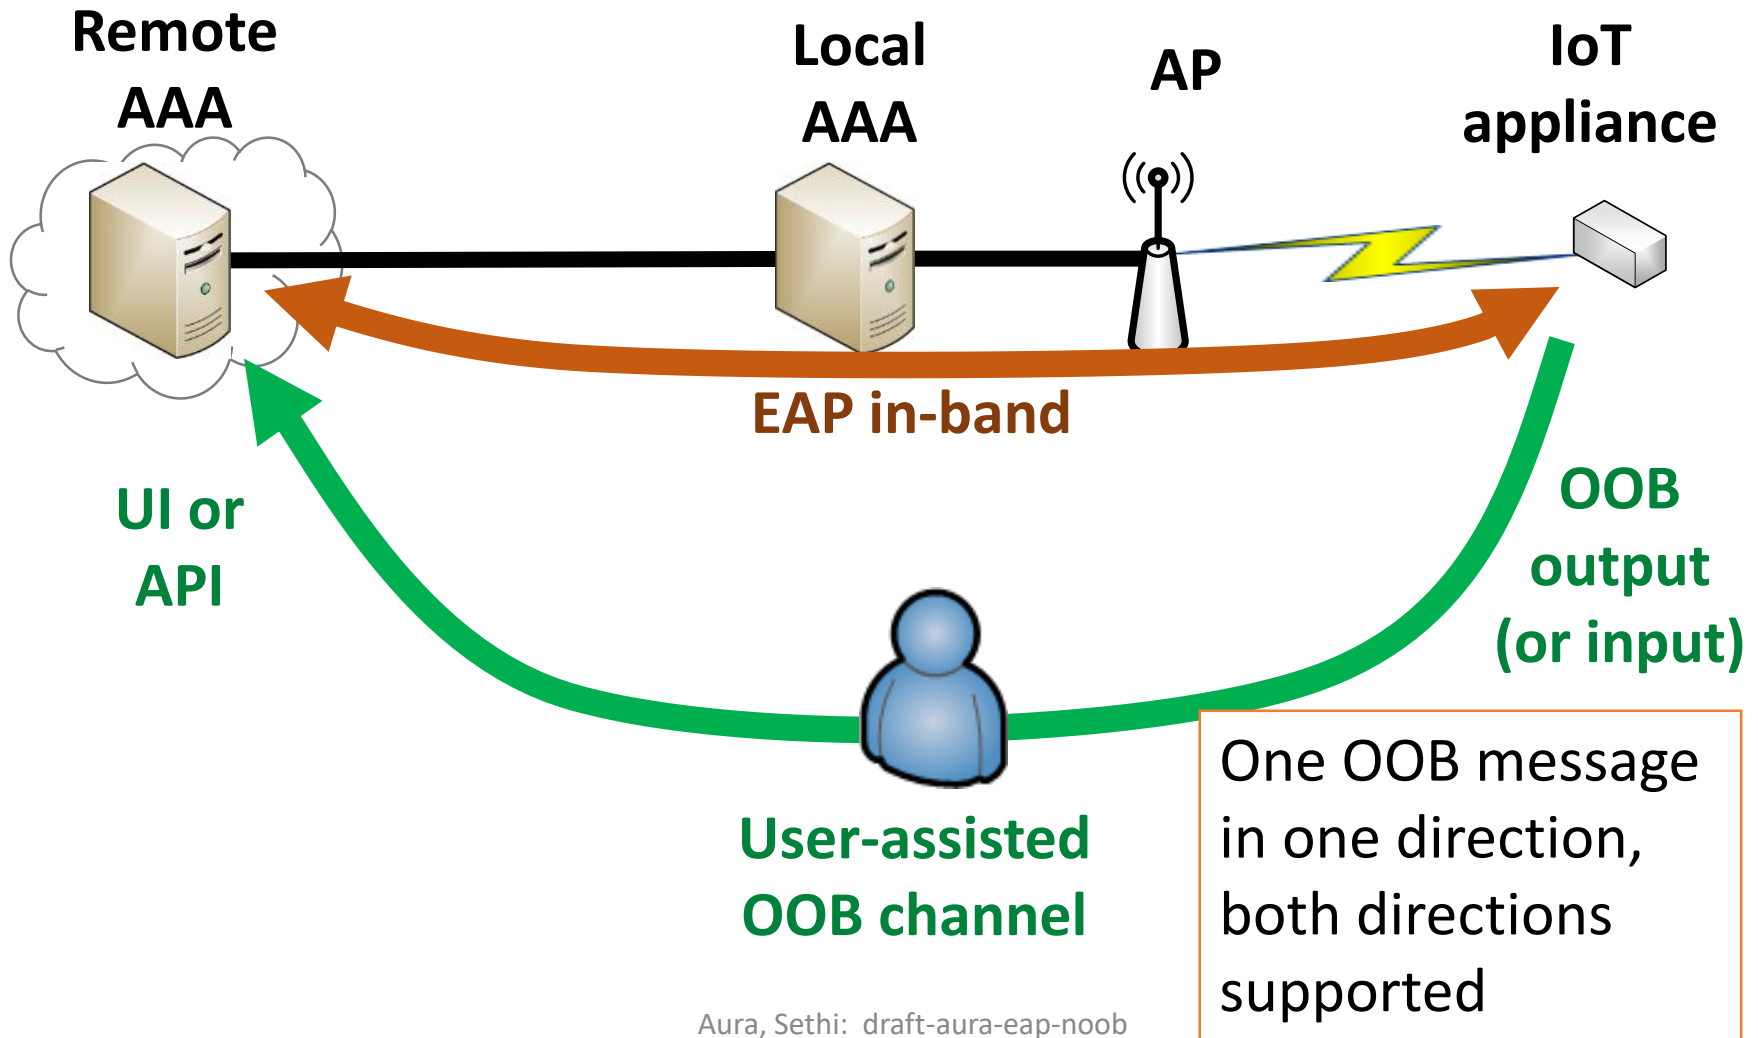 Remote
AAA
Local
AAA
AP
IoT
appliance
EAP in-band
UI or
API
OOB
output
(or input)
User-assisted
OOB channel
One OOB message
in one direction,
both directions
supported
Aura, Sethi: draft-aura-eap-noob